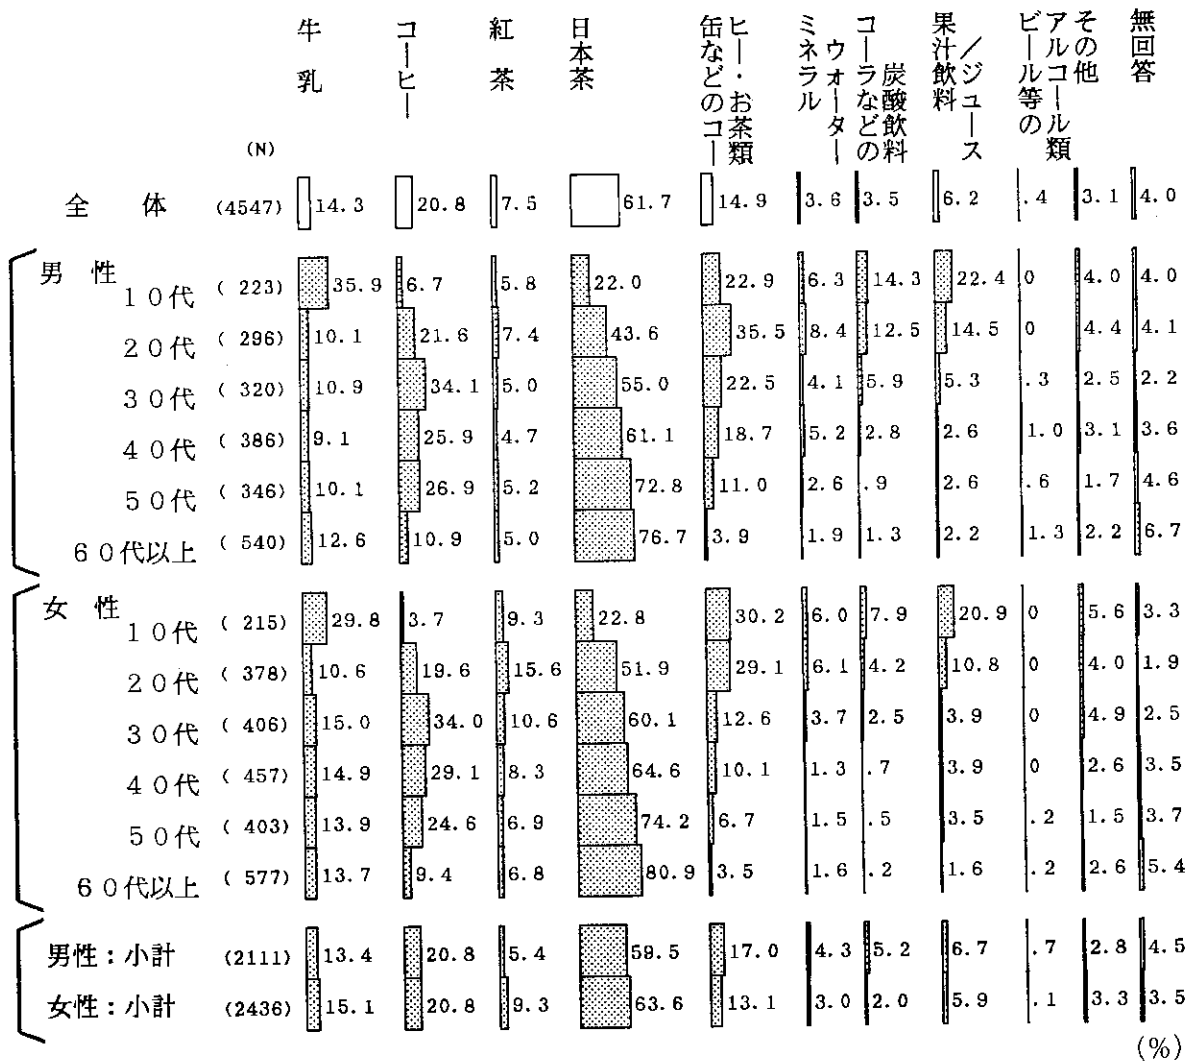 牛乳
コーヒー
紅茶
日本茶
缶などのコー
ヒー・お茶類
ミネラル
ウォーター
コーラなどの
炭酸飲料
果汁飲料
／ジュース
ビール等の
アルコール類
その他
無回答
(N)
全体 (4547) 14.3 20.8 7.5 61.7 14.9 3.6 3.5 6.2 .4 3.1 4.0
男性
10代 ( 223) 35.9 6.7 5.8 22.0 22.9 6.3 14.3 22.4 0 4.0 4.0
20代 ( 296) 10.1 21.6 7.4 43.6 35.5 8.4 12.5 14.5 0 4.4 4.1
30代 ( 320) 10.9 34.1 5.0 55.0 22.5 4.1 5.9 5.3 .3 2.5 2.2
40代 ( 386) 9.1 25.9 4.7 61.1 18.7 5.2 2.8 2.6 1.0 3.1 3.6
50代 ( 346) 10.1 26.9 5.2 72.8 11.0 2.6 .9 2.6 .6 1.7 4.6
60代以上 ( 540) 12.6 10.9 5.0 76.7 3.9 1.9 1.3 2.2 1.3 2.2 6.7
女性
10代 ( 215) 29.8 3.7 9.3 22.8 30.2 6.0 7.9 20.9 0 5.6 3.3
20代 ( 378) 10.6 19.6 15.6 51.9 29.1 6.1 4.2 10.8 0 4.0 1.9
30代 ( 406) 15.0 34.0 10.6 60.1 12.6 3.7 2.5 3.9 0 4.9 2.5
40代 ( 457) 14.9 29.1 8.3 64.6 10.1 1.3 .7 3.9 0 2.6 3.5
50代 ( 403) 13.9 24.6 6.9 74.2 6.7 1.5 .5 3.5 .2 1.5 3.7
60代以上 ( 577) 13.7 9.4 6.8 80.9 3.5 1.6 .2 1.6 .2 2.6 5.4
男性：小計 (2111) 13.4 20.8 5.4 59.5 17.0 4.3 5.2 6.7 .7 2.8 4.5
女性：小計 (2436) 15.1 20.8 9.3 63.6 13.1 3.0 2.0 5.9 .1 3.3 3.5
(%)